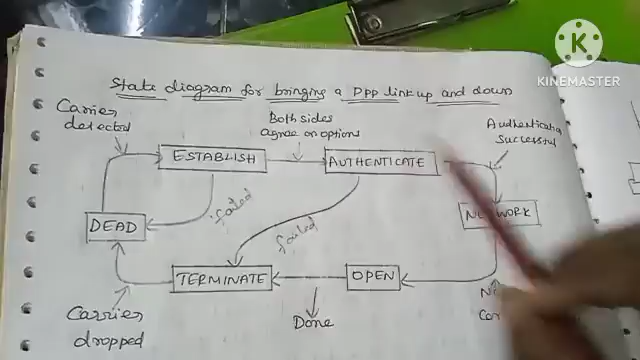 KINEMASTER
State diagram for bringing a PPP link up and down
Carrier
detected
Both sides
agree on options
Authentication
successful
ESTABLISH
AUTHENTICATE
failed
failed
DEAD
TERMINATE
OPEN
Done
Carrier
dropped